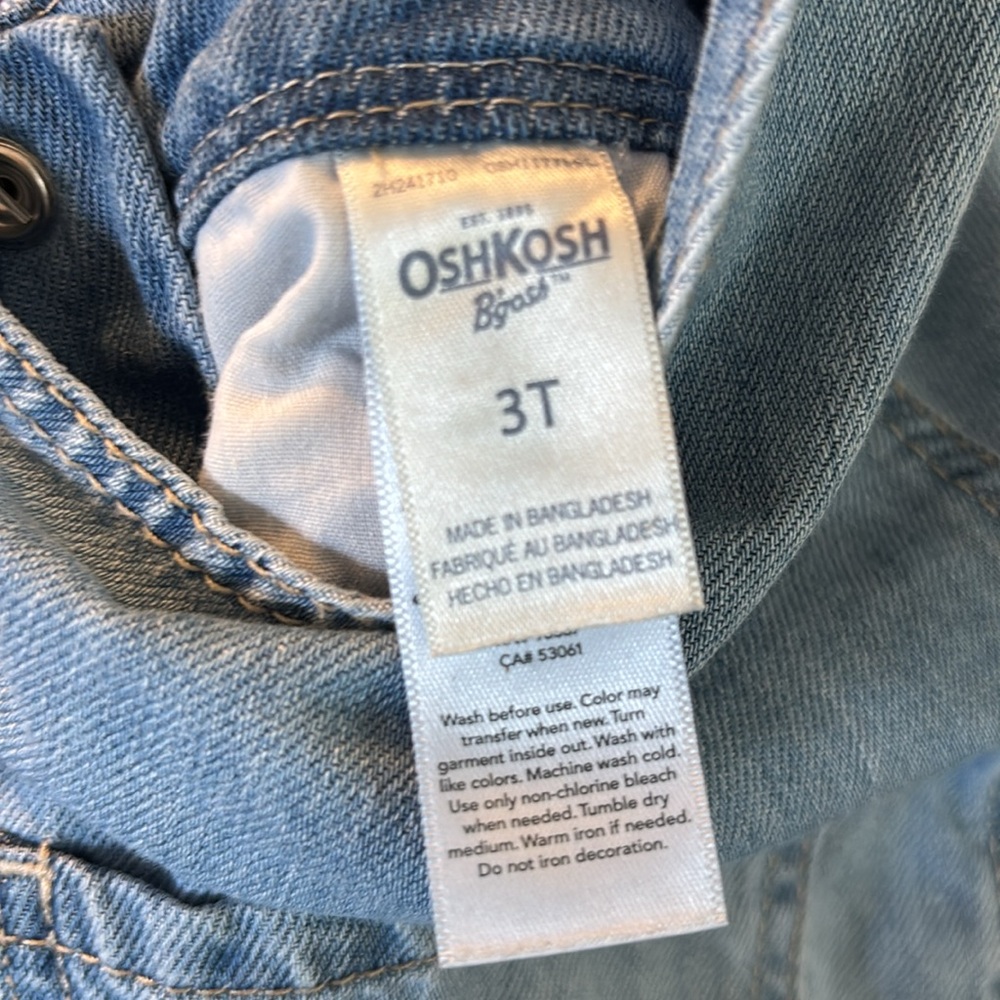 2H241710
EST. 1895
OSHKOSH
B'gosh™
3T
MADE IN BANGLADESH
FABRIQUÉ AU BANGLADESH
HECHO EN BANGLADESH
CA# 53061
Wash before use. Color may
transfer when new. Turn
garment inside out. Wash with
like colors. Machine wash cold.
Use only non-chlorine bleach
when needed. Tumble dry
medium. Warm iron if needed.
Do not iron decoration.